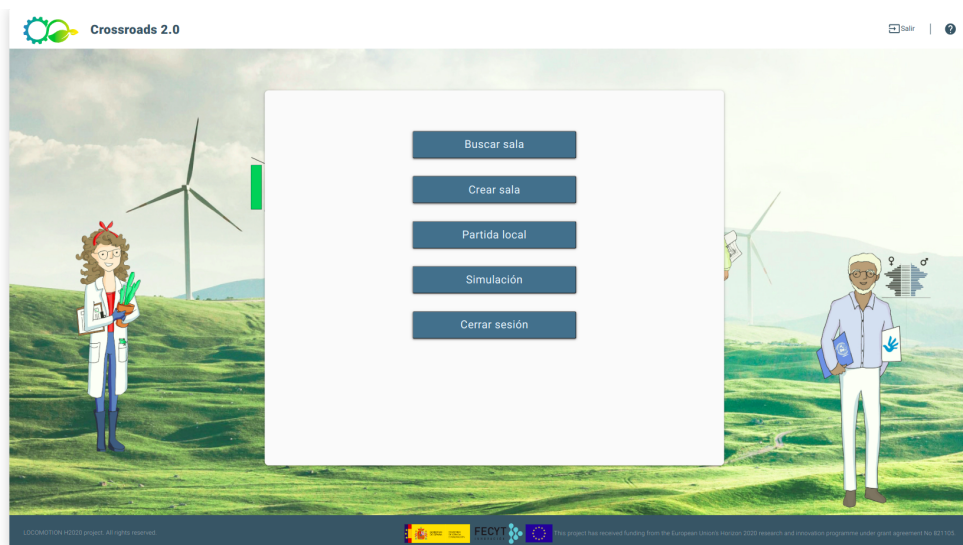 Crossroads 2.0
Salir
Buscar sala
Crear sala
Partida local
Simulación
Cerrar sesión
LOCOMOTION H2020 project. All rights reserved.
FECYT
This project has received funding from the European Union's Horizon 2020 research and innovation programme under grant agreement No 821105